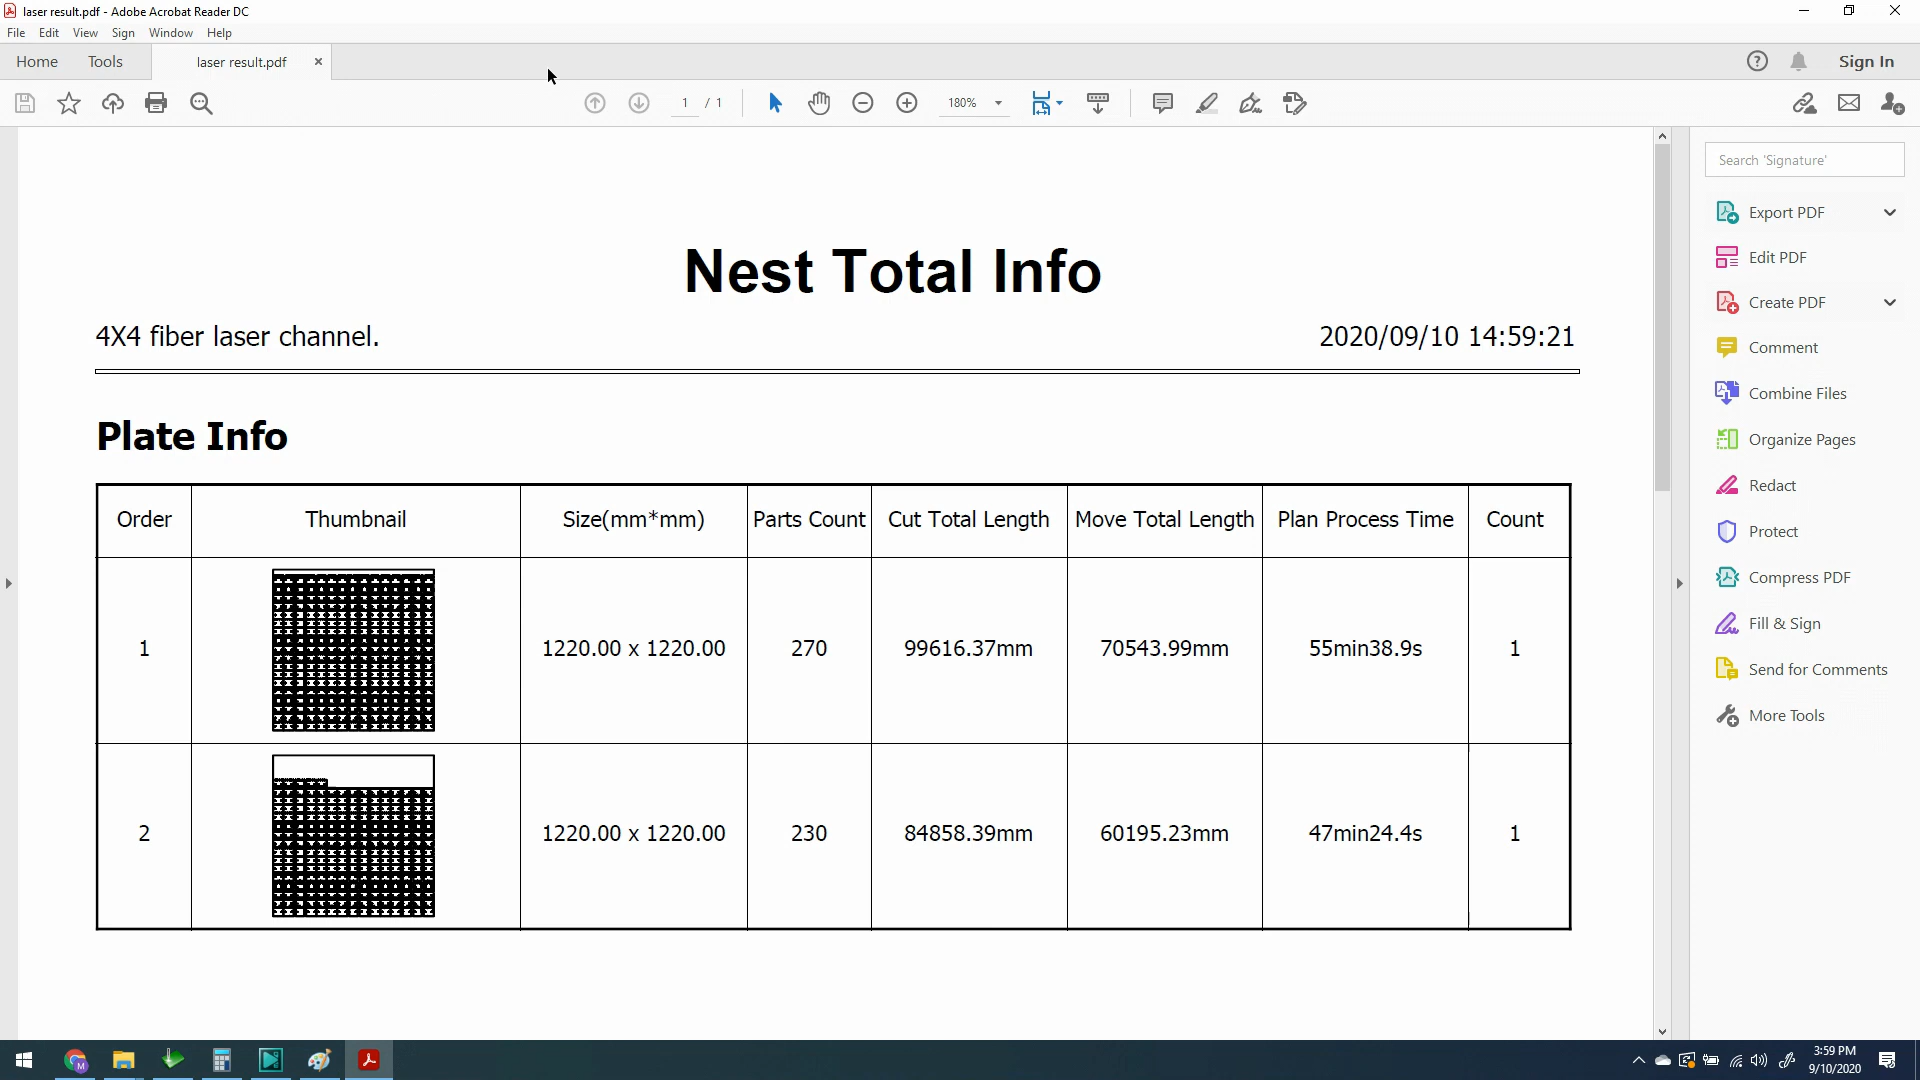 laser result.pdf - Adobe Acrobat Reader DC
File Edit View Sign Window Help
Home Tools laser result.pdf × ? Sign In
1 / 1 180%
Search 'Signature'
Export PDF
Edit PDF
Create PDF
Comment
Combine Files
Organize Pages
Redact
Protect
Compress PDF
Fill & Sign
Send for Comments
More Tools
Nest Total Info
4X4 fiber laser channel. 2020/09/10 14:59:21
Plate Info
Order Thumbnail Size(mm*mm) Parts Count Cut Total Length Move Total Length Plan Process Time Count
1 1220.00 x 1220.00 270 99616.37mm 70543.99mm 55min38.9s 1
2 1220.00 x 1220.00 230 84858.39mm 60195.23mm 47min24.4s 1
3:59 PM
9/10/2020